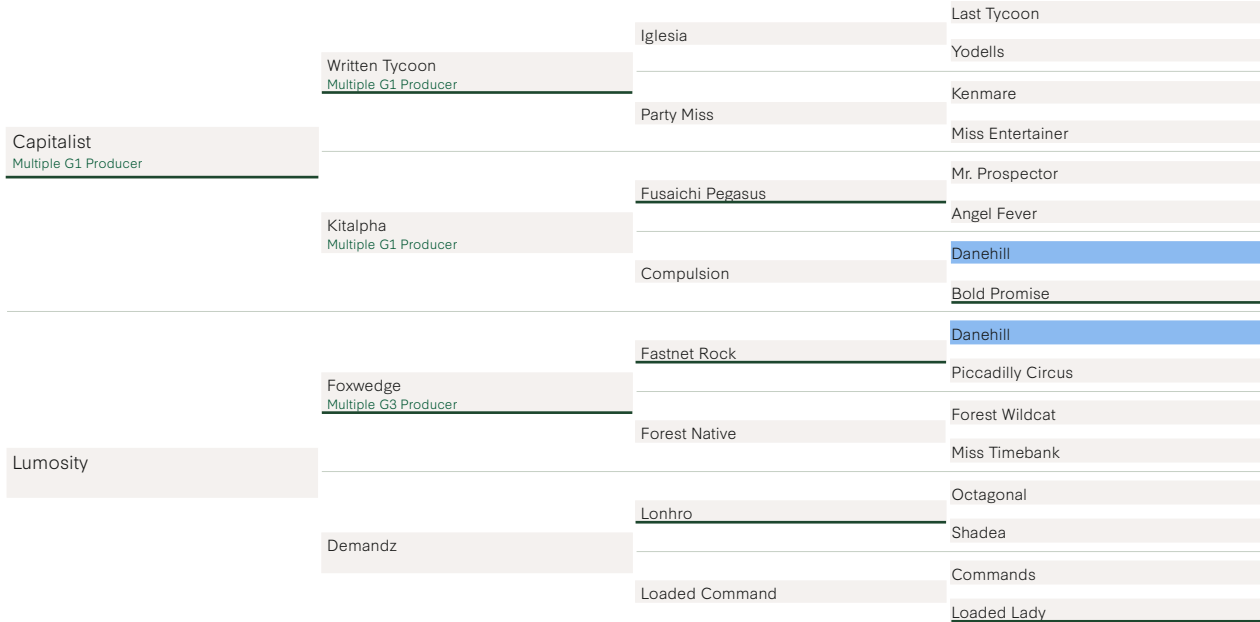 Capitalist
Multiple G1 Producer
Lumosity
Written Tycoon
Multiple G1 Producer
Kitalpha
Multiple G1 Producer
Foxwedge
Multiple G3 Producer
Demandz
Iglesia
Party Miss
Fusaichi Pegasus
Compulsion
Fastnet Rock
Forest Native
Lonhro
Loaded Command
Last Tycoon
Yodells
Kenmare
Miss Entertainer
Mr. Prospector
Angel Fever
Danehill
Bold Promise
Danehill
Piccadilly Circus
Forest Wildcat
Miss Timebank
Octagonal
Shadea
Commands
Loaded Lady